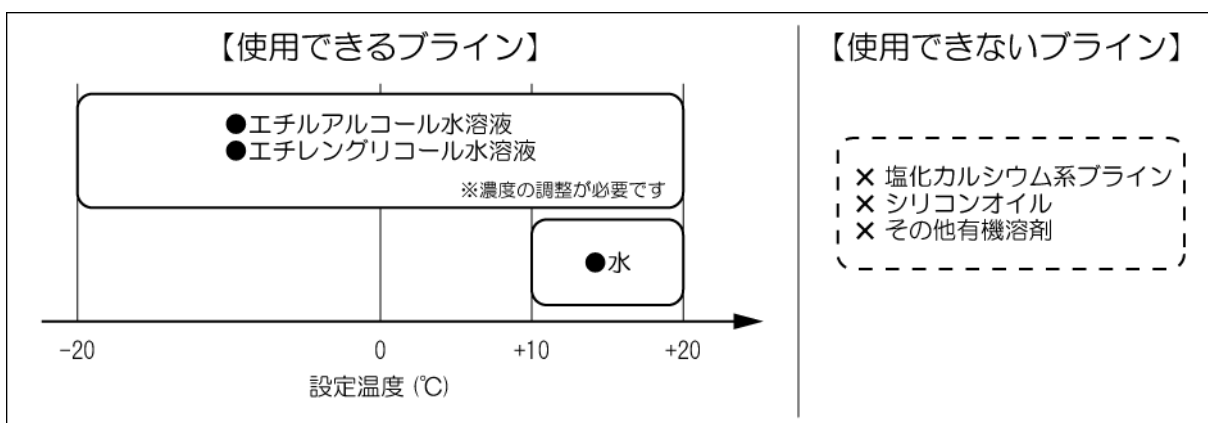 【使用できるブライン】
●エチルアルコール水溶液
●エチレングリコール水溶液
※濃度の調整が必要です
●水
-20
0
+10
+20
設定温度(℃)
【使用できないブライン】
× 塩化カルシウム系ブライン
× シリコンオイル
× その他有機溶剤